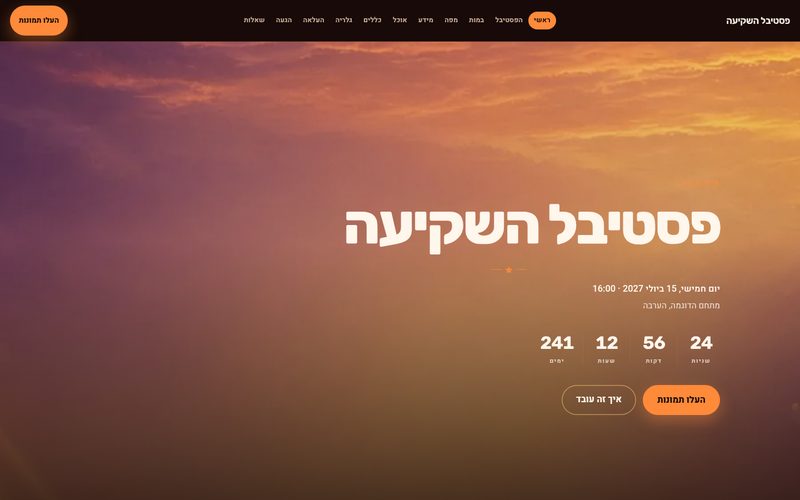 פסטיבל השקיעה
ראשי הפסטיבל במות מפה מידע אוכל כללים גלריה העלאה הגעה שאלות
העלו תמונות
פסטיבל השקיעה
יום חמישי, 15 ביולי 2027 · 16:00
מתחם הדוגמה, הערבה
24 56 12 241
שניות דקות שעות ימים
העלו תמונות איך זה עובד